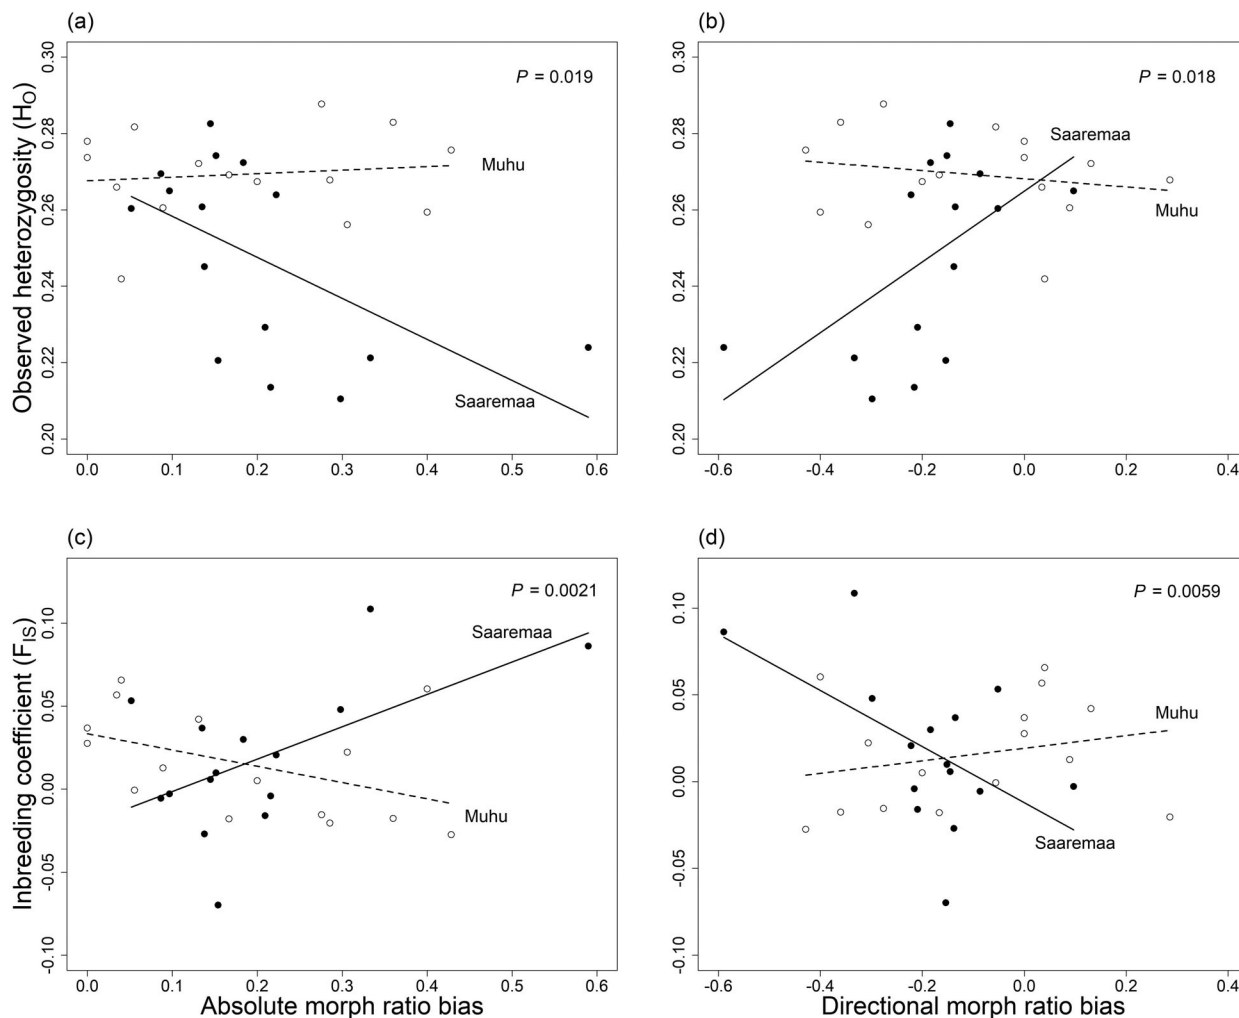 (a)
P = 0.019
Muhu
Saaremaa
Observed heterozygosity (HO)
0.30
0.28
0.26
0.24
0.22
0.20
0.0 0.1 0.2 0.3 0.4 0.5 0.6
(b)
P = 0.018
Saaremaa
Muhu
-0.6 -0.4 -0.2 0.0 0.2 0.4
(c)
P = 0.0021
Saaremaa
Muhu
Inbreeding coefficient (FIS)
0.10
0.05
0.00
-0.05
-0.10
0.0 0.1 0.2 0.3 0.4 0.5 0.6
Absolute morph ratio bias
(d)
P = 0.0059
Muhu
Saaremaa
0.10
0.05
0.00
-0.05
-0.10
-0.6 -0.4 -0.2 0.0 0.2 0.4
Directional morph ratio bias
0.30
0.28
0.26
0.24
0.22
0.20